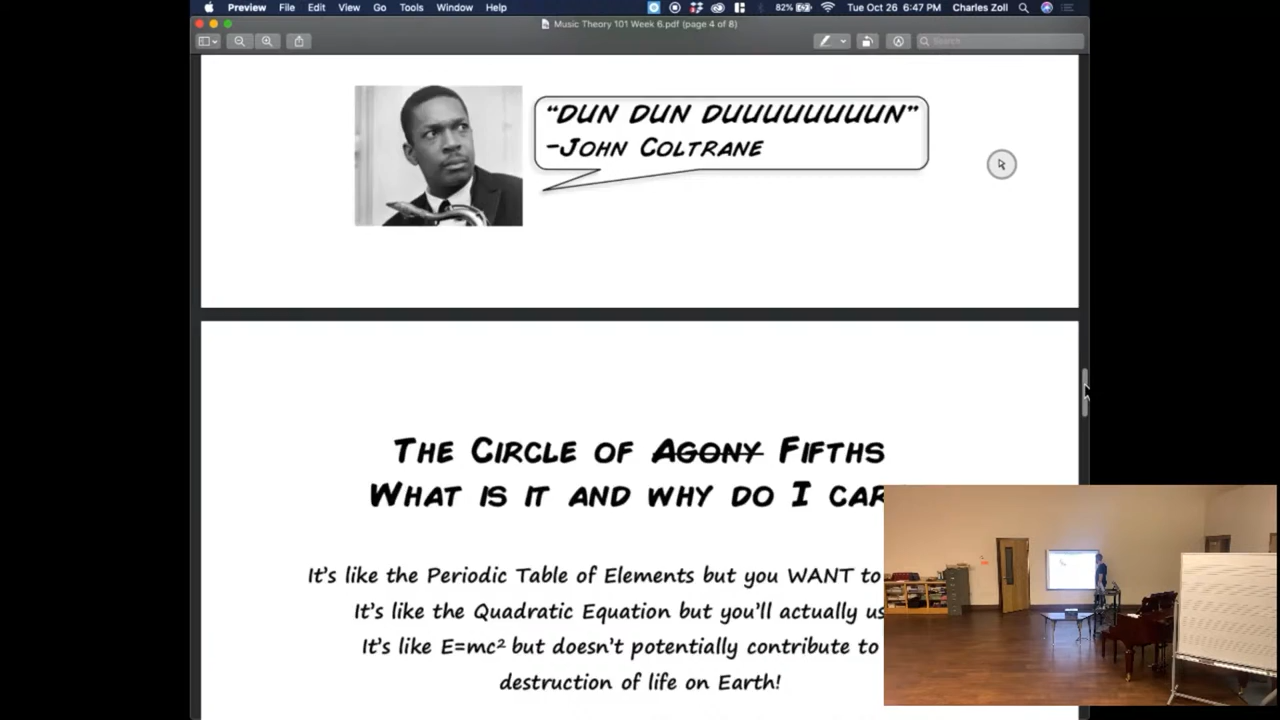 Preview File Edit View Go Tools Window Help 82% Tue Oct 26 6:47 PM Charles Zoll
Music Theory 101 Week 6.pdf (page 4 of 8)
Search
"DUN DUN DUUUUUUUUN"
-JOHN COLTRANE
THE CIRCLE OF AGONY FIFTHS
WHAT IS IT AND WHY DO I CAR
It's like the Periodic Table of Elements but you WANT to
It's like the Quadratic Equation but you'll actually us
It's like E=mc² but doesn't potentially contribute to
destruction of life on Earth!